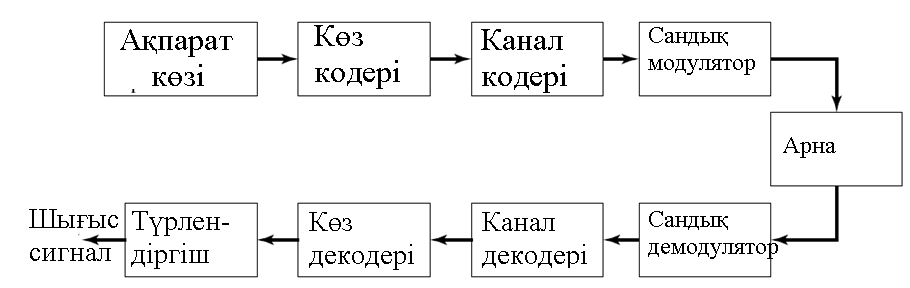 Ақпарат
көзі
Көз
кодері
Канал
кодері
Сандық
модулятор
Арна
Шығыс
сигнал
Түрлен-
діргіш
Көз
декодері
Канал
декодері
Сандық
демодулятор